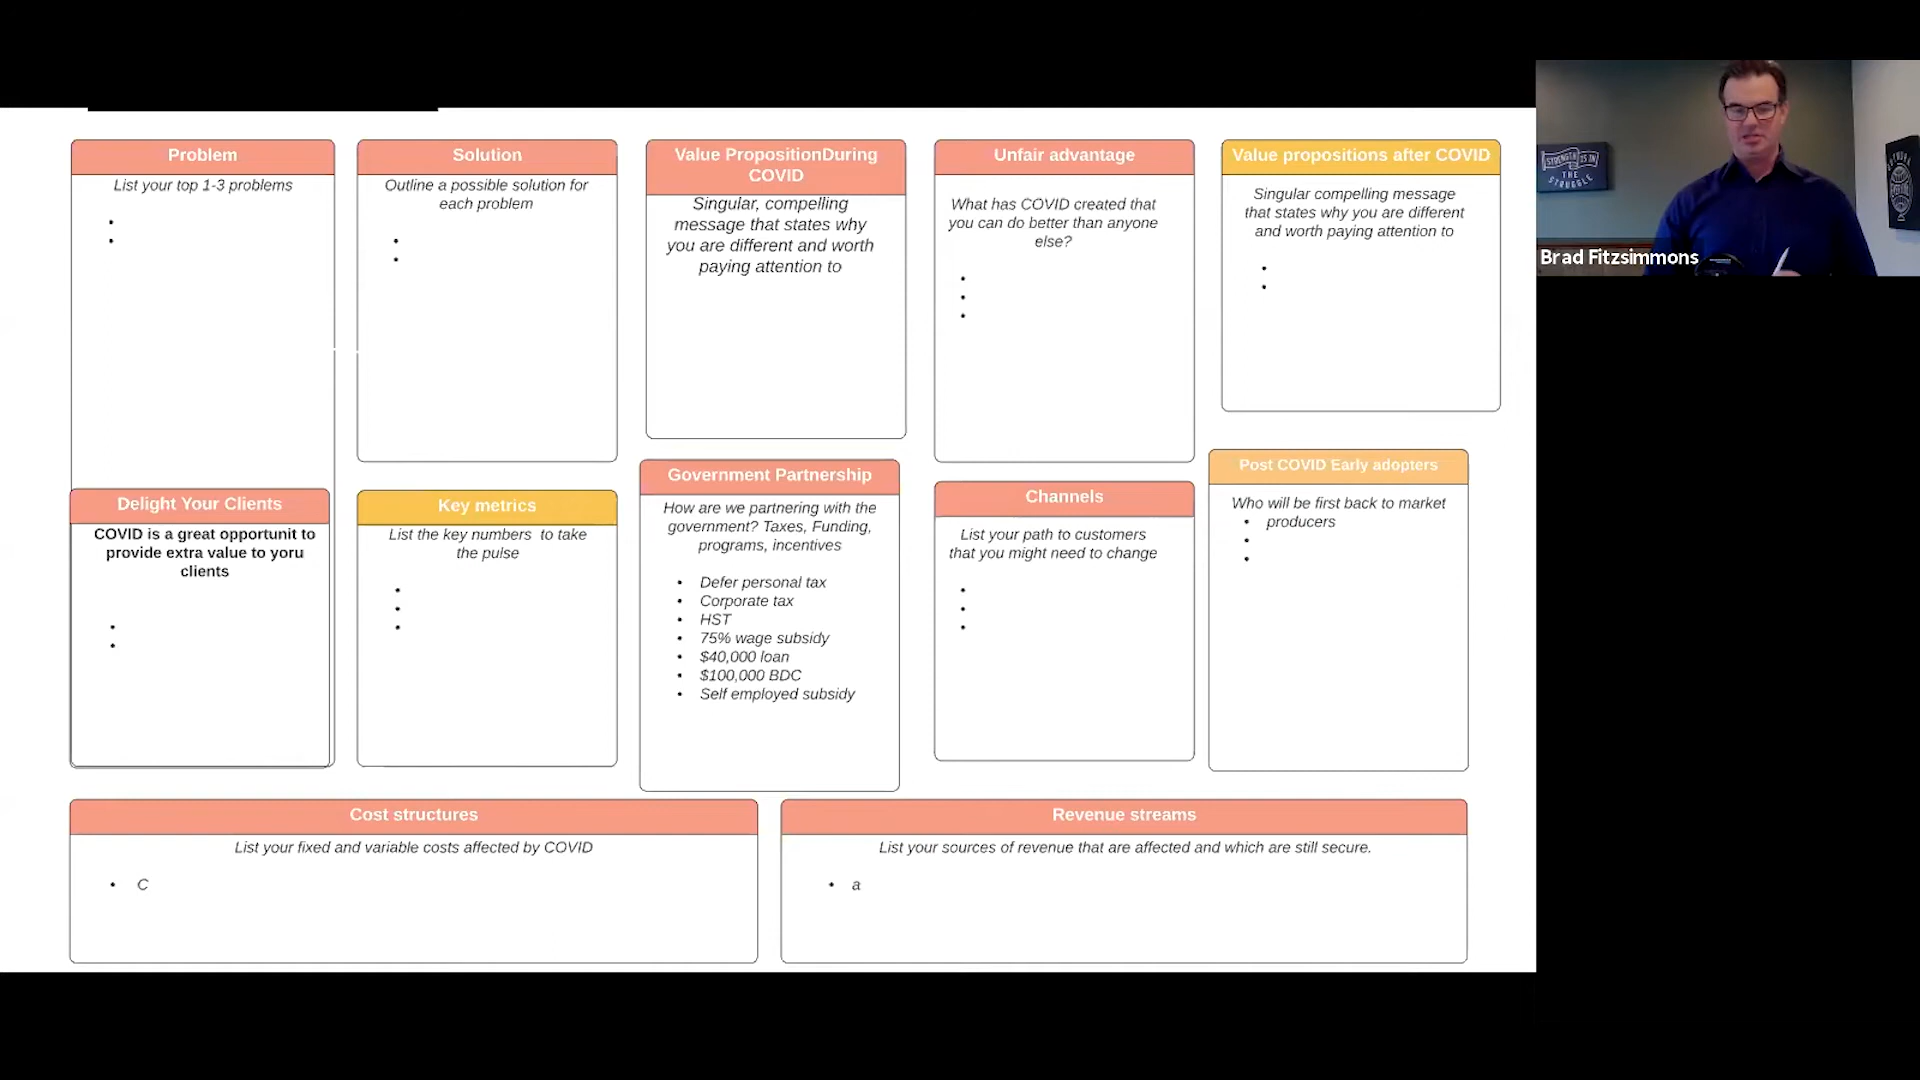 Problem
List your top 1-3 problems
•
•
Solution
Outline a possible solution for
each problem
•
•
Value PropositionDuring
COVID
Singular, compelling
message that states why
you are different and worth
paying attention to
Unfair advantage
What has COVID created that
you can do better than anyone
else?
•
•
•
Value propositions after COVID
Singular compelling message
that states why you are different
and worth paying attention to
•
•
STRENGTH IS IN
THE
STRUGGLE
Brad Fitzsimmons
Delight Your Clients
COVID is a great opportunit to
provide extra value to yoru
clients
•
•
Key metrics
List the key numbers to take
the pulse
•
•
•
Government Partnership
How are we partnering with the
government? Taxes, Funding,
programs, incentives
• Defer personal tax
• Corporate tax
• HST
• 75% wage subsidy
• $40,000 loan
• $100,000 BDC
• Self employed subsidy
Channels
List your path to customers
that you might need to change
•
•
•
Post COVID Early adopters
Who will be first back to market
• producers
•
•
Cost structures
List your fixed and variable costs affected by COVID
• C
Revenue streams
List your sources of revenue that are affected and which are still secure.
• a